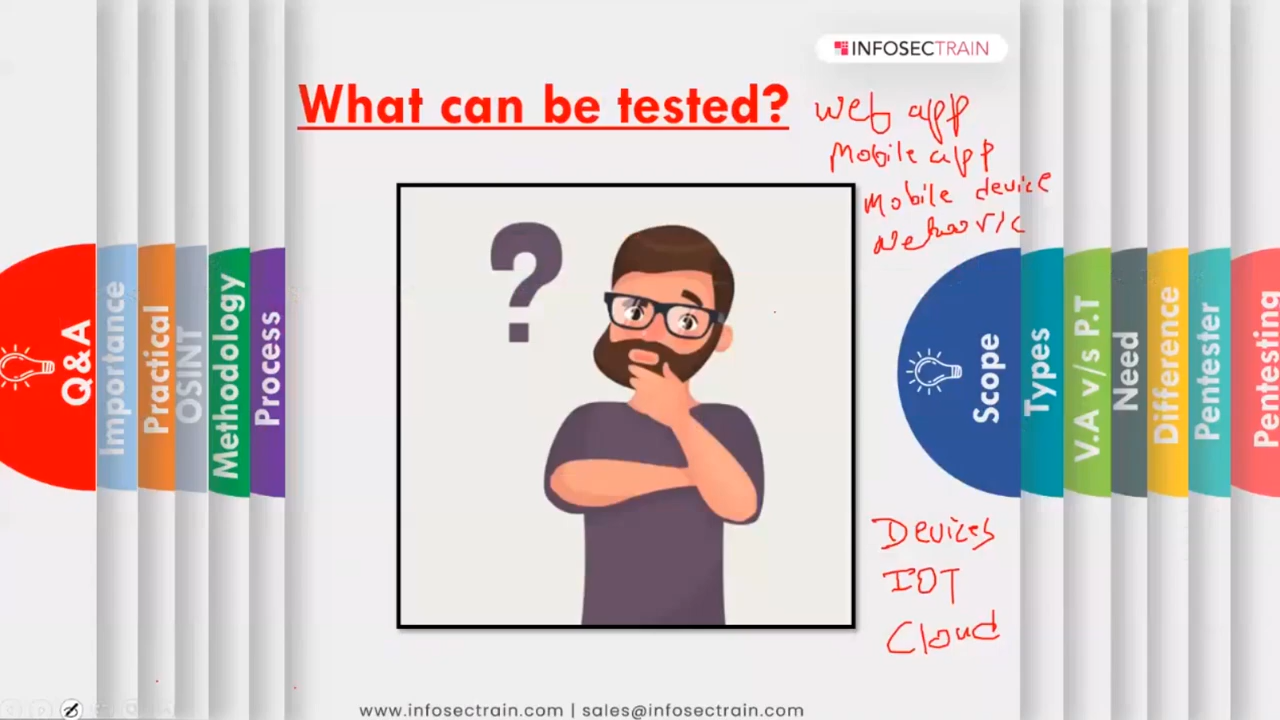 INFOSECTRAIN
What can be tested?
Web app
Mobile app
Mobile device
Network
?
Q&A
Importance
Practical
OSINT
Methodology
Process
Scope
Types
V.A v/s P.T
Need
Difference
Pentester
Pentesting
Devices
IOT
Cloud
www.infosectrain.com | sales@infosectrain.com